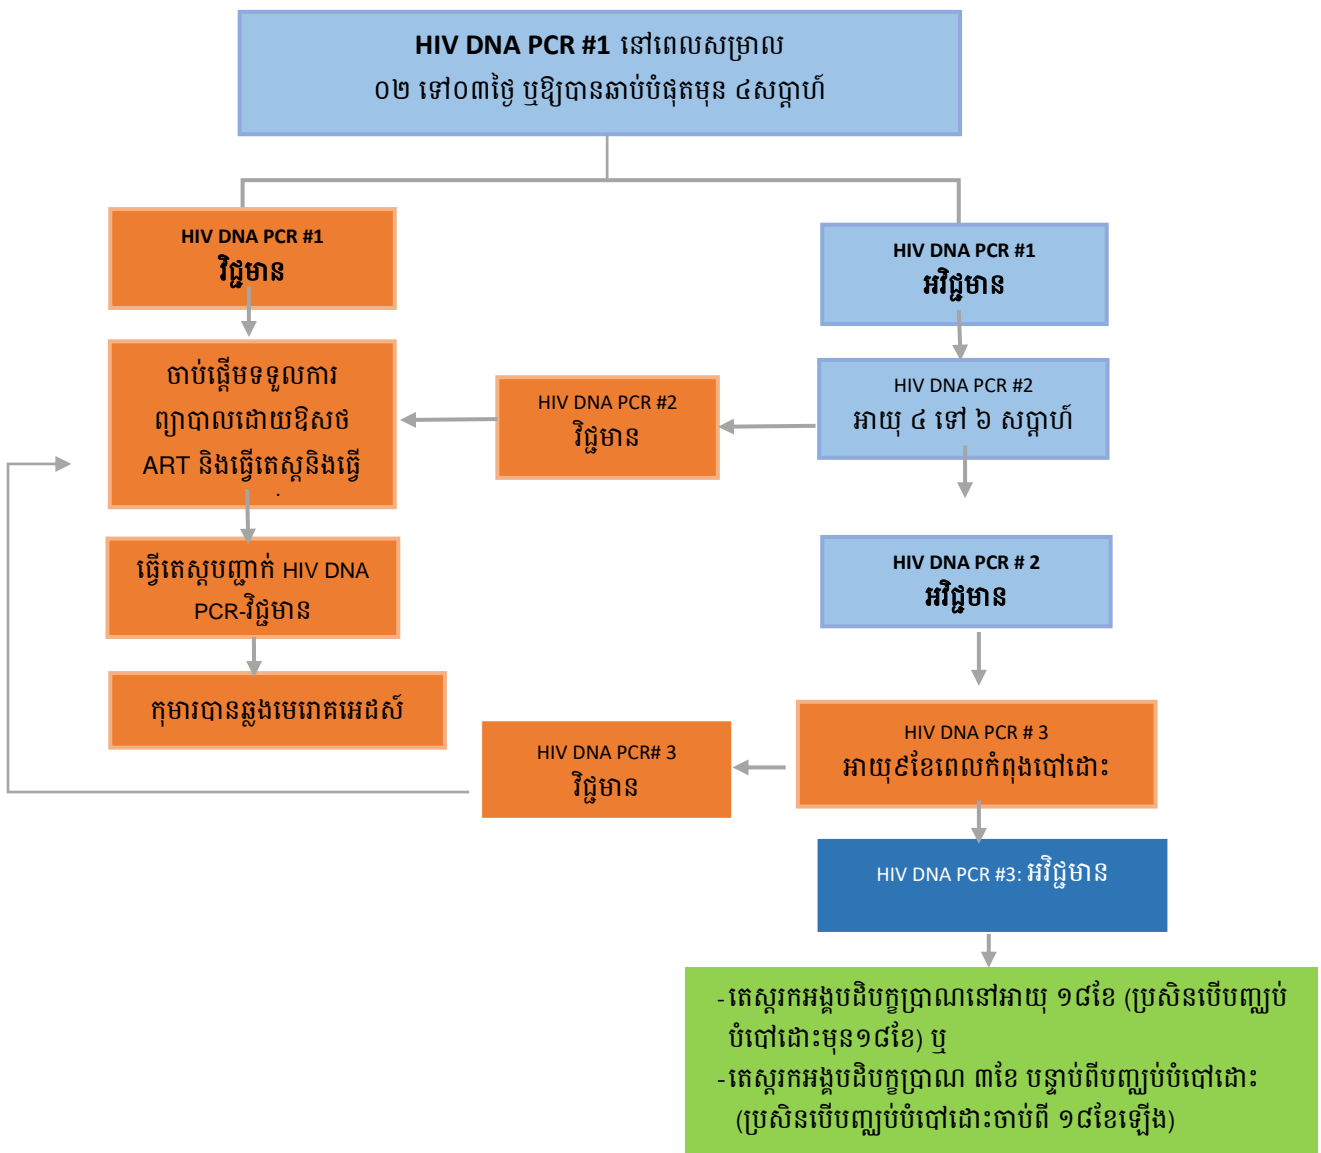 HIV DNA PCR #1 នៅពេលសម្រាល
០២ ទៅ០៣ថ្ងៃ ឬឱ្យបានឆាប់បំផុតមុន ៤សប្តាហ៍
HIV DNA PCR #1
វិជ្ជមាន
HIV DNA PCR #1
អវិជ្ជមាន
ចាប់ផ្តើមទទួលការ
ព្យាបាលដោយឱសថ
ART និងធ្វើតេស្តនិងធ្វើ
HIV DNA PCR #2
វិជ្ជមាន
HIV DNA PCR #2
អាយុ ៤ ទៅ ៦ សប្តាហ៍
ធ្វើតេស្តបញ្ជាក់ HIV DNA
PCR-វិជ្ជមាន
HIV DNA PCR # 2
អវិជ្ជមាន
កុមារបានឆ្លងមេរោគអេដស៍
HIV DNA PCR# 3
វិជ្ជមាន
HIV DNA PCR # 3
អាយុ៩ខែពេលកំពុងបៅដោះ
HIV DNA PCR #3: អវិជ្ជមាន
- តេស្តរកអង្គបដិបក្ខប្រាណនៅអាយុ ១៨ខែ (ប្រសិនបើបញ្ឈប់
បំបៅដោះមុន១៨ខែ) ឬ
- តេស្តរកអង្គបដិបក្ខប្រាណ ៣ខែ បន្ទាប់ពីបញ្ឈប់បំបៅដោះ
(ប្រសិនបើបញ្ឈប់បំបៅដោះចាប់ពី ១៨ខែឡើង)